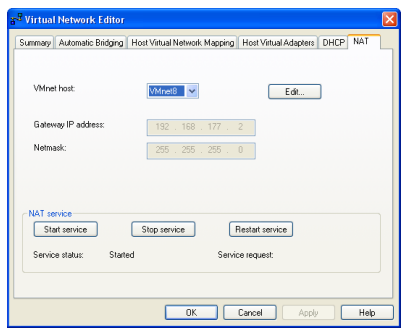 Virtual Network Editor
Summary Automatic Bridging Host Virtual Network Mapping Host Virtual Adapters DHCP NAT
VMnet host: VMnet8 Edit...
Gateway IP address: 192 . 168 . 177 . 2
Netmask: 255 . 255 . 255 . 0
NAT service
Start service Stop service Restart service
Service status: Started Service request:
OK Cancel Apply Help